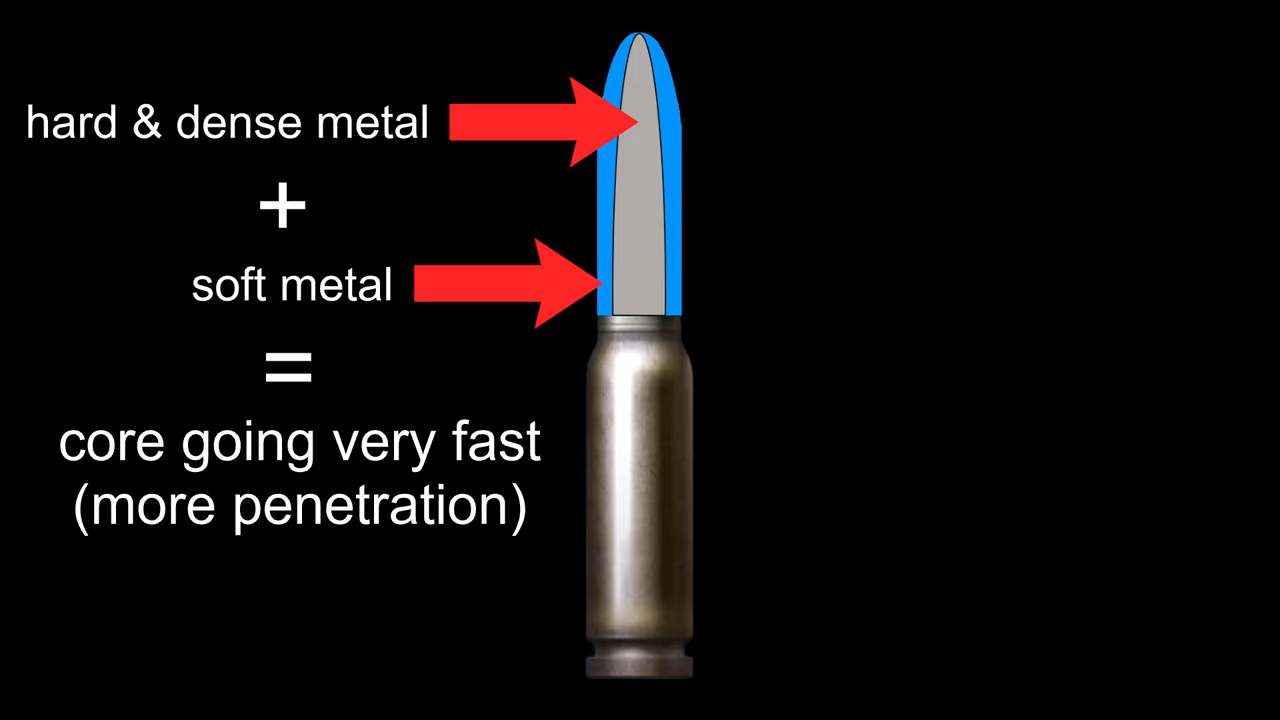 hard & dense metal
+
soft metal
=
core going very fast
(more penetration)